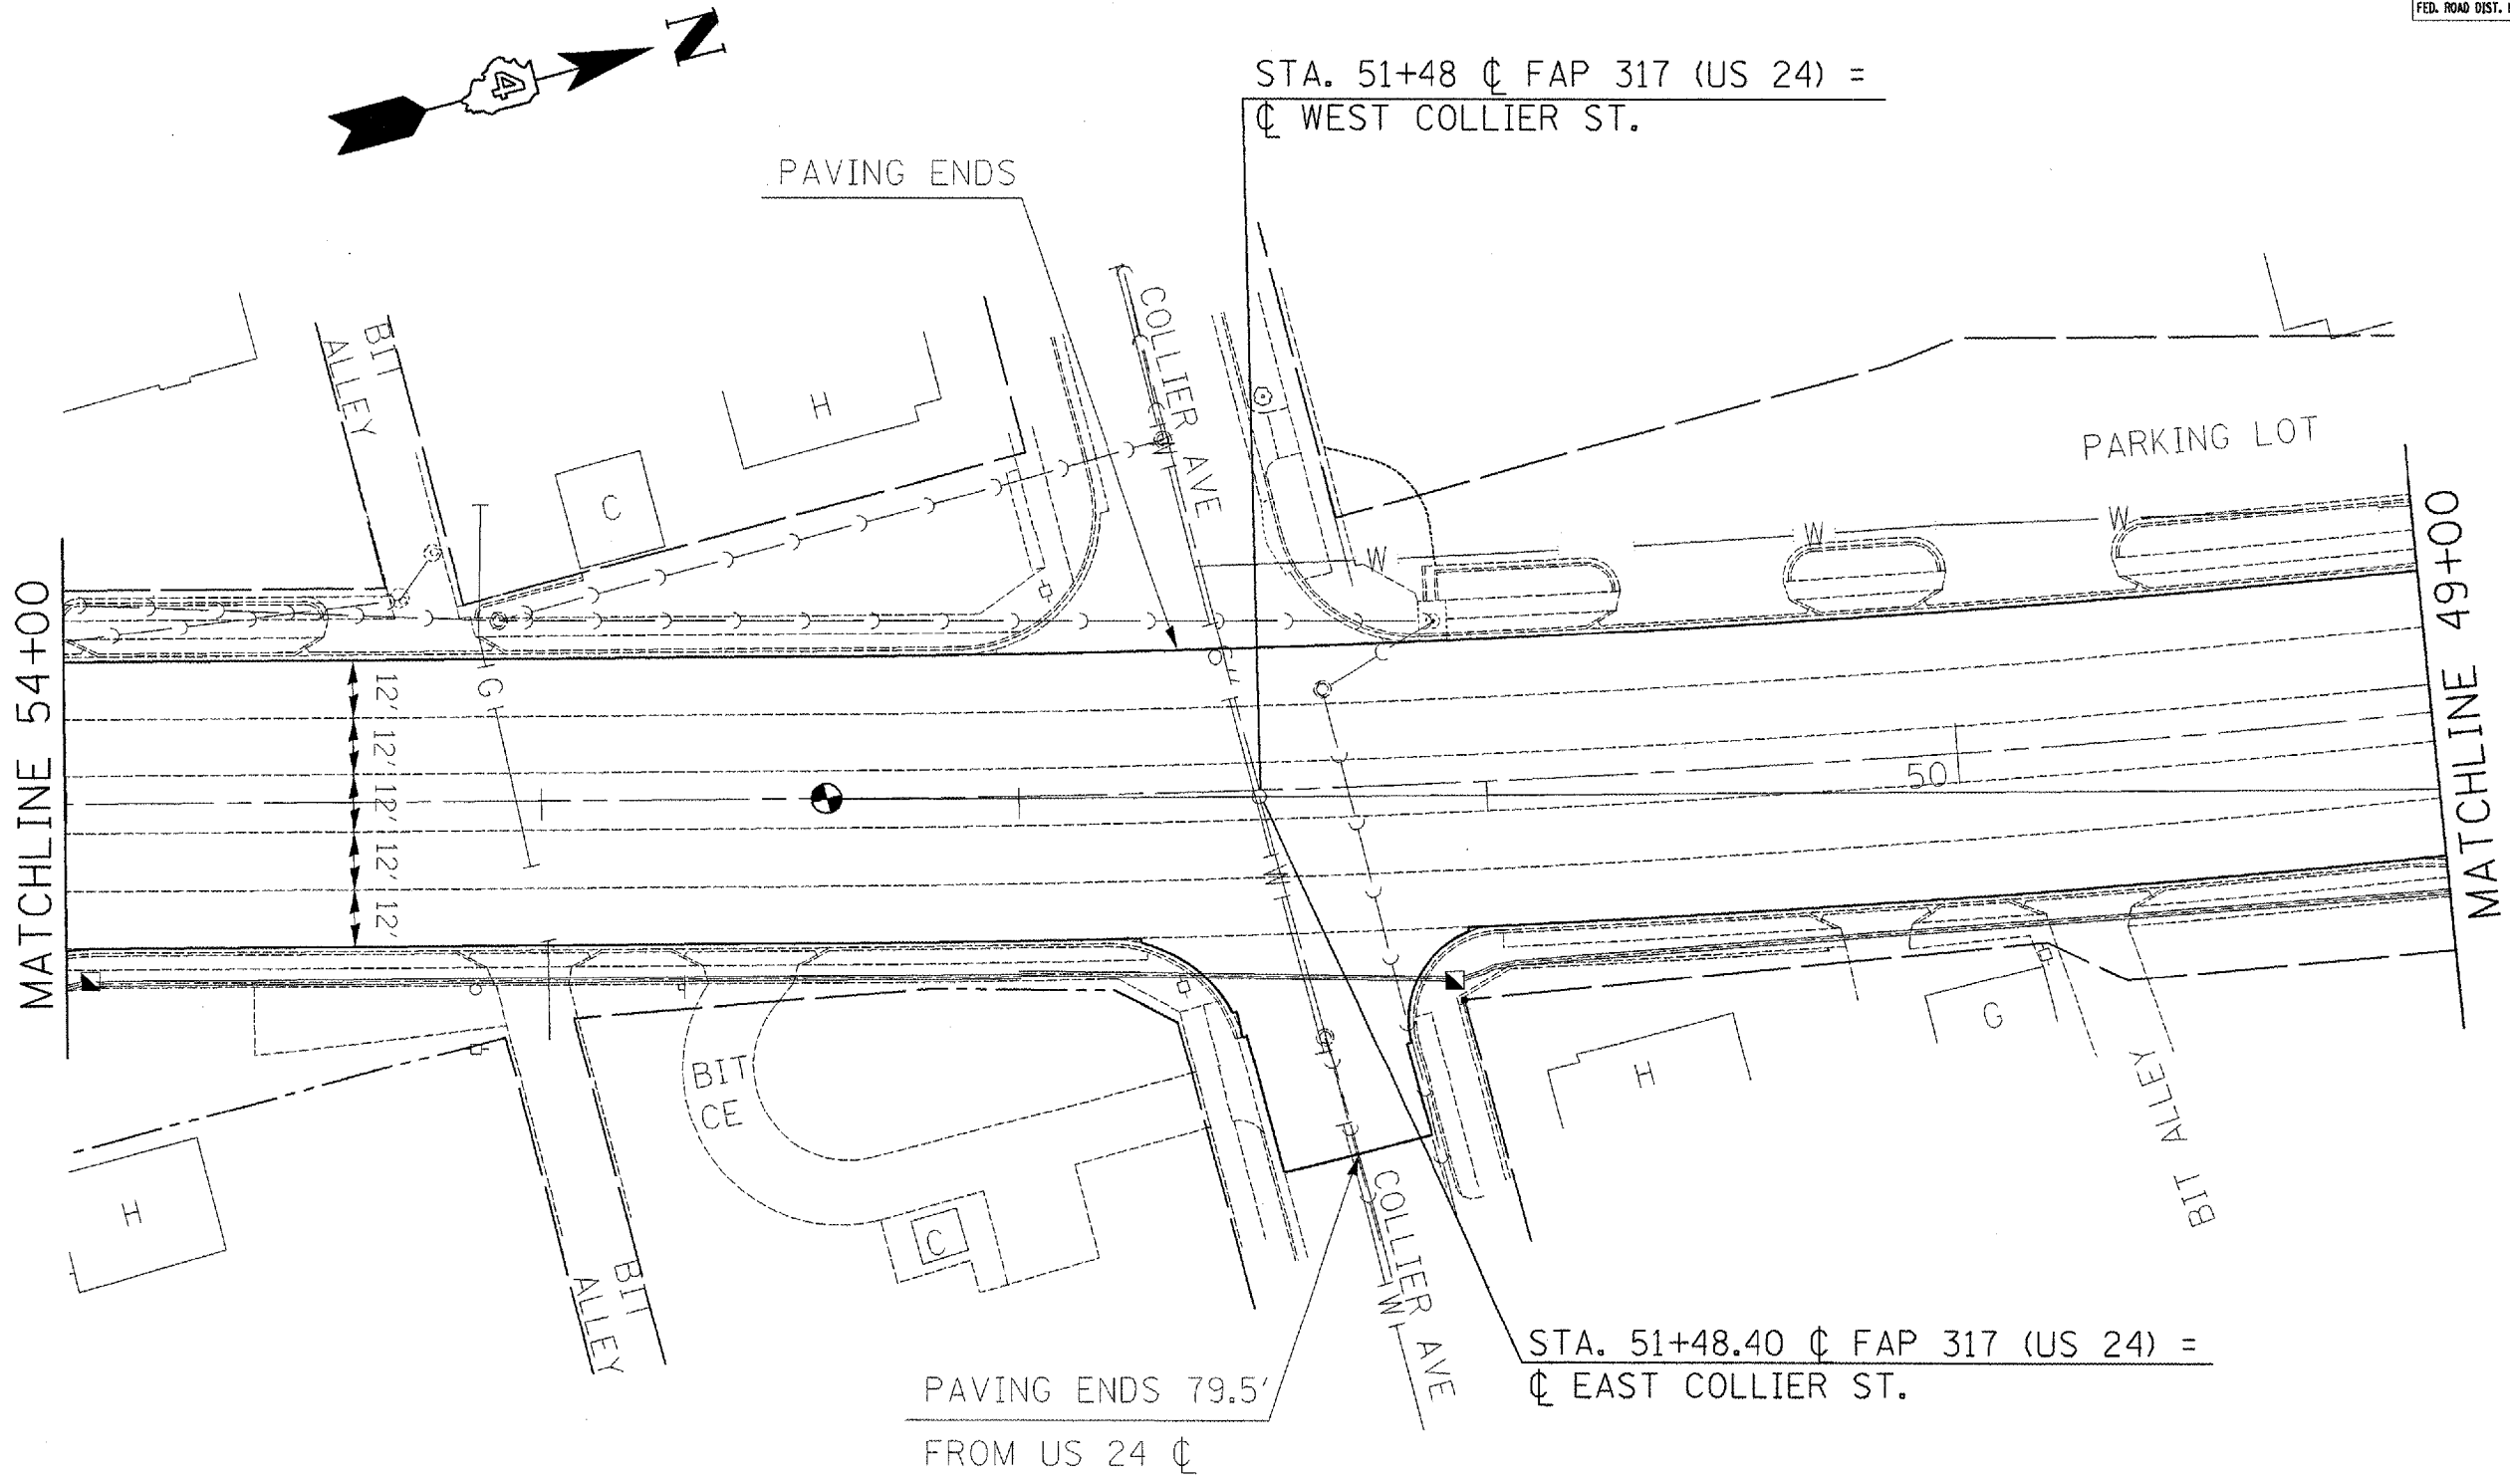 FED. ROAD DIST.
N
4
STA. 51+48 ℄ FAP 317 (US 24) =
℄ WEST COLLIER ST.
PAVING ENDS
BIT
ALLEY
COLLIER AVE
H
C
PARKING LOT
W
W
W
W
MATCHLINE 54+00
MATCHLINE 49+00
G
12'
12'
12'
12'
12'
50
W
BIT
CE
H
G
H
C
BIT
ALLEY
BIT ALLEY
COLLIER AVE
W
STA. 51+48.40 ℄ FAP 317 (US 24) =
℄ EAST COLLIER ST.
PAVING ENDS 79.5'
FROM US 24 ℄